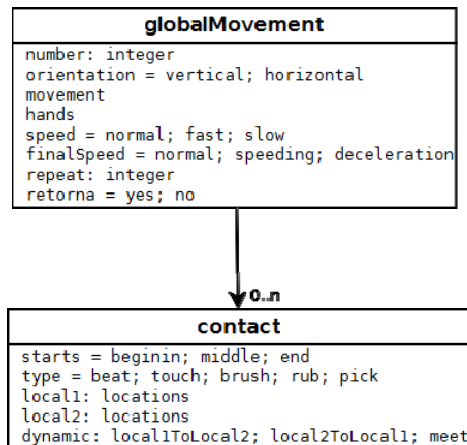 globalMovement
number: integer
orientation = vertical; horizontal
movement
hands
speed = normal; fast; slow
finalSpeed = normal; speeding; deceleration
repeat: integer
retorna = yes; no
0..n
contact
starts = beginin; middle; end
type = beat; touch; brush; rub; pick
local1: locations
local2: locations
dynamic: local1ToLocal2; local2ToLocal1; meet